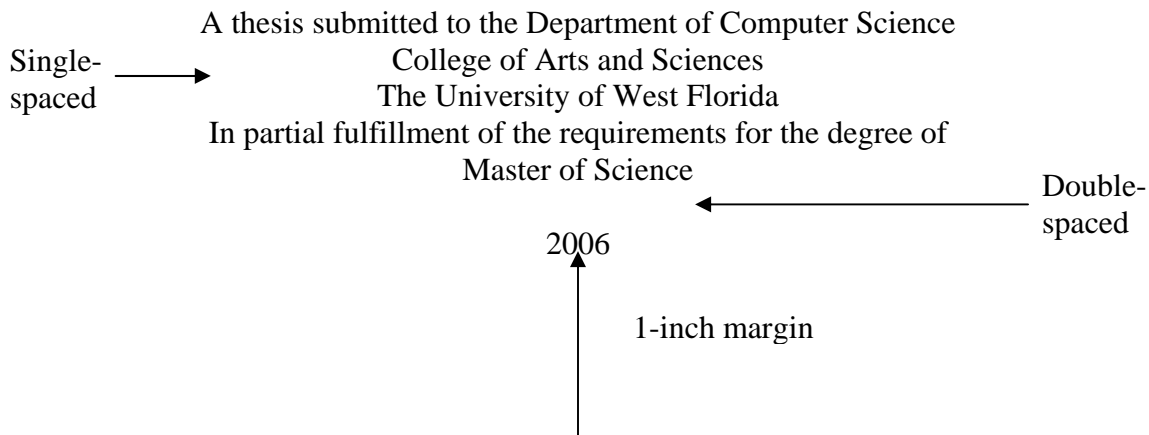 A thesis submitted to the Department of Computer Science
Single-
spaced
College of Arts and Sciences
The University of West Florida
In partial fulfillment of the requirements for the degree of
Master of Science
Double-
spaced
2006
1-inch margin